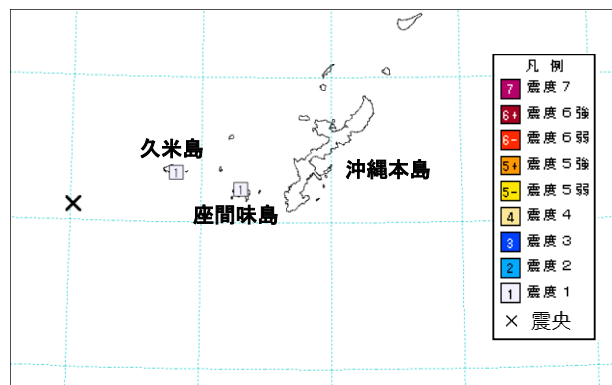 久米島
1
1
座間味島
沖縄本島
凡例
7 震度7
6+ 震度6強
6- 震度6弱
5+ 震度5強
5- 震度5弱
4 震度4
3 震度3
2 震度2
1 震度1
× 震央